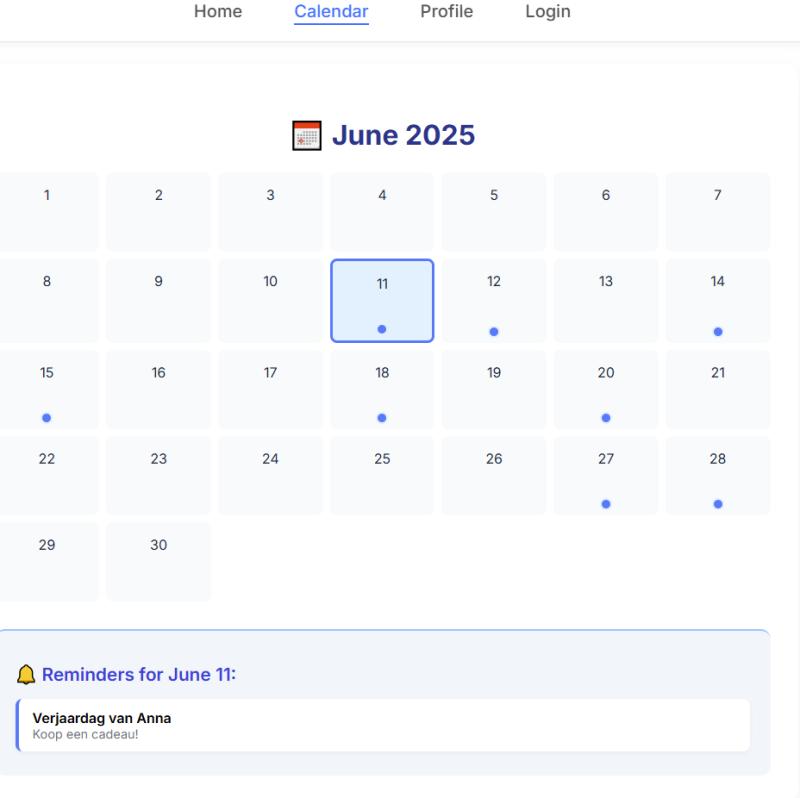 Home Calendar Profile Login
June 2025
1 2 3 4 5 6 7
8 9 10 11 12 13 14
15 16 17 18 19 20 21
22 23 24 25 26 27 28
29 30
Reminders for June 11:
Verjaardag van Anna
Koop een cadeau!